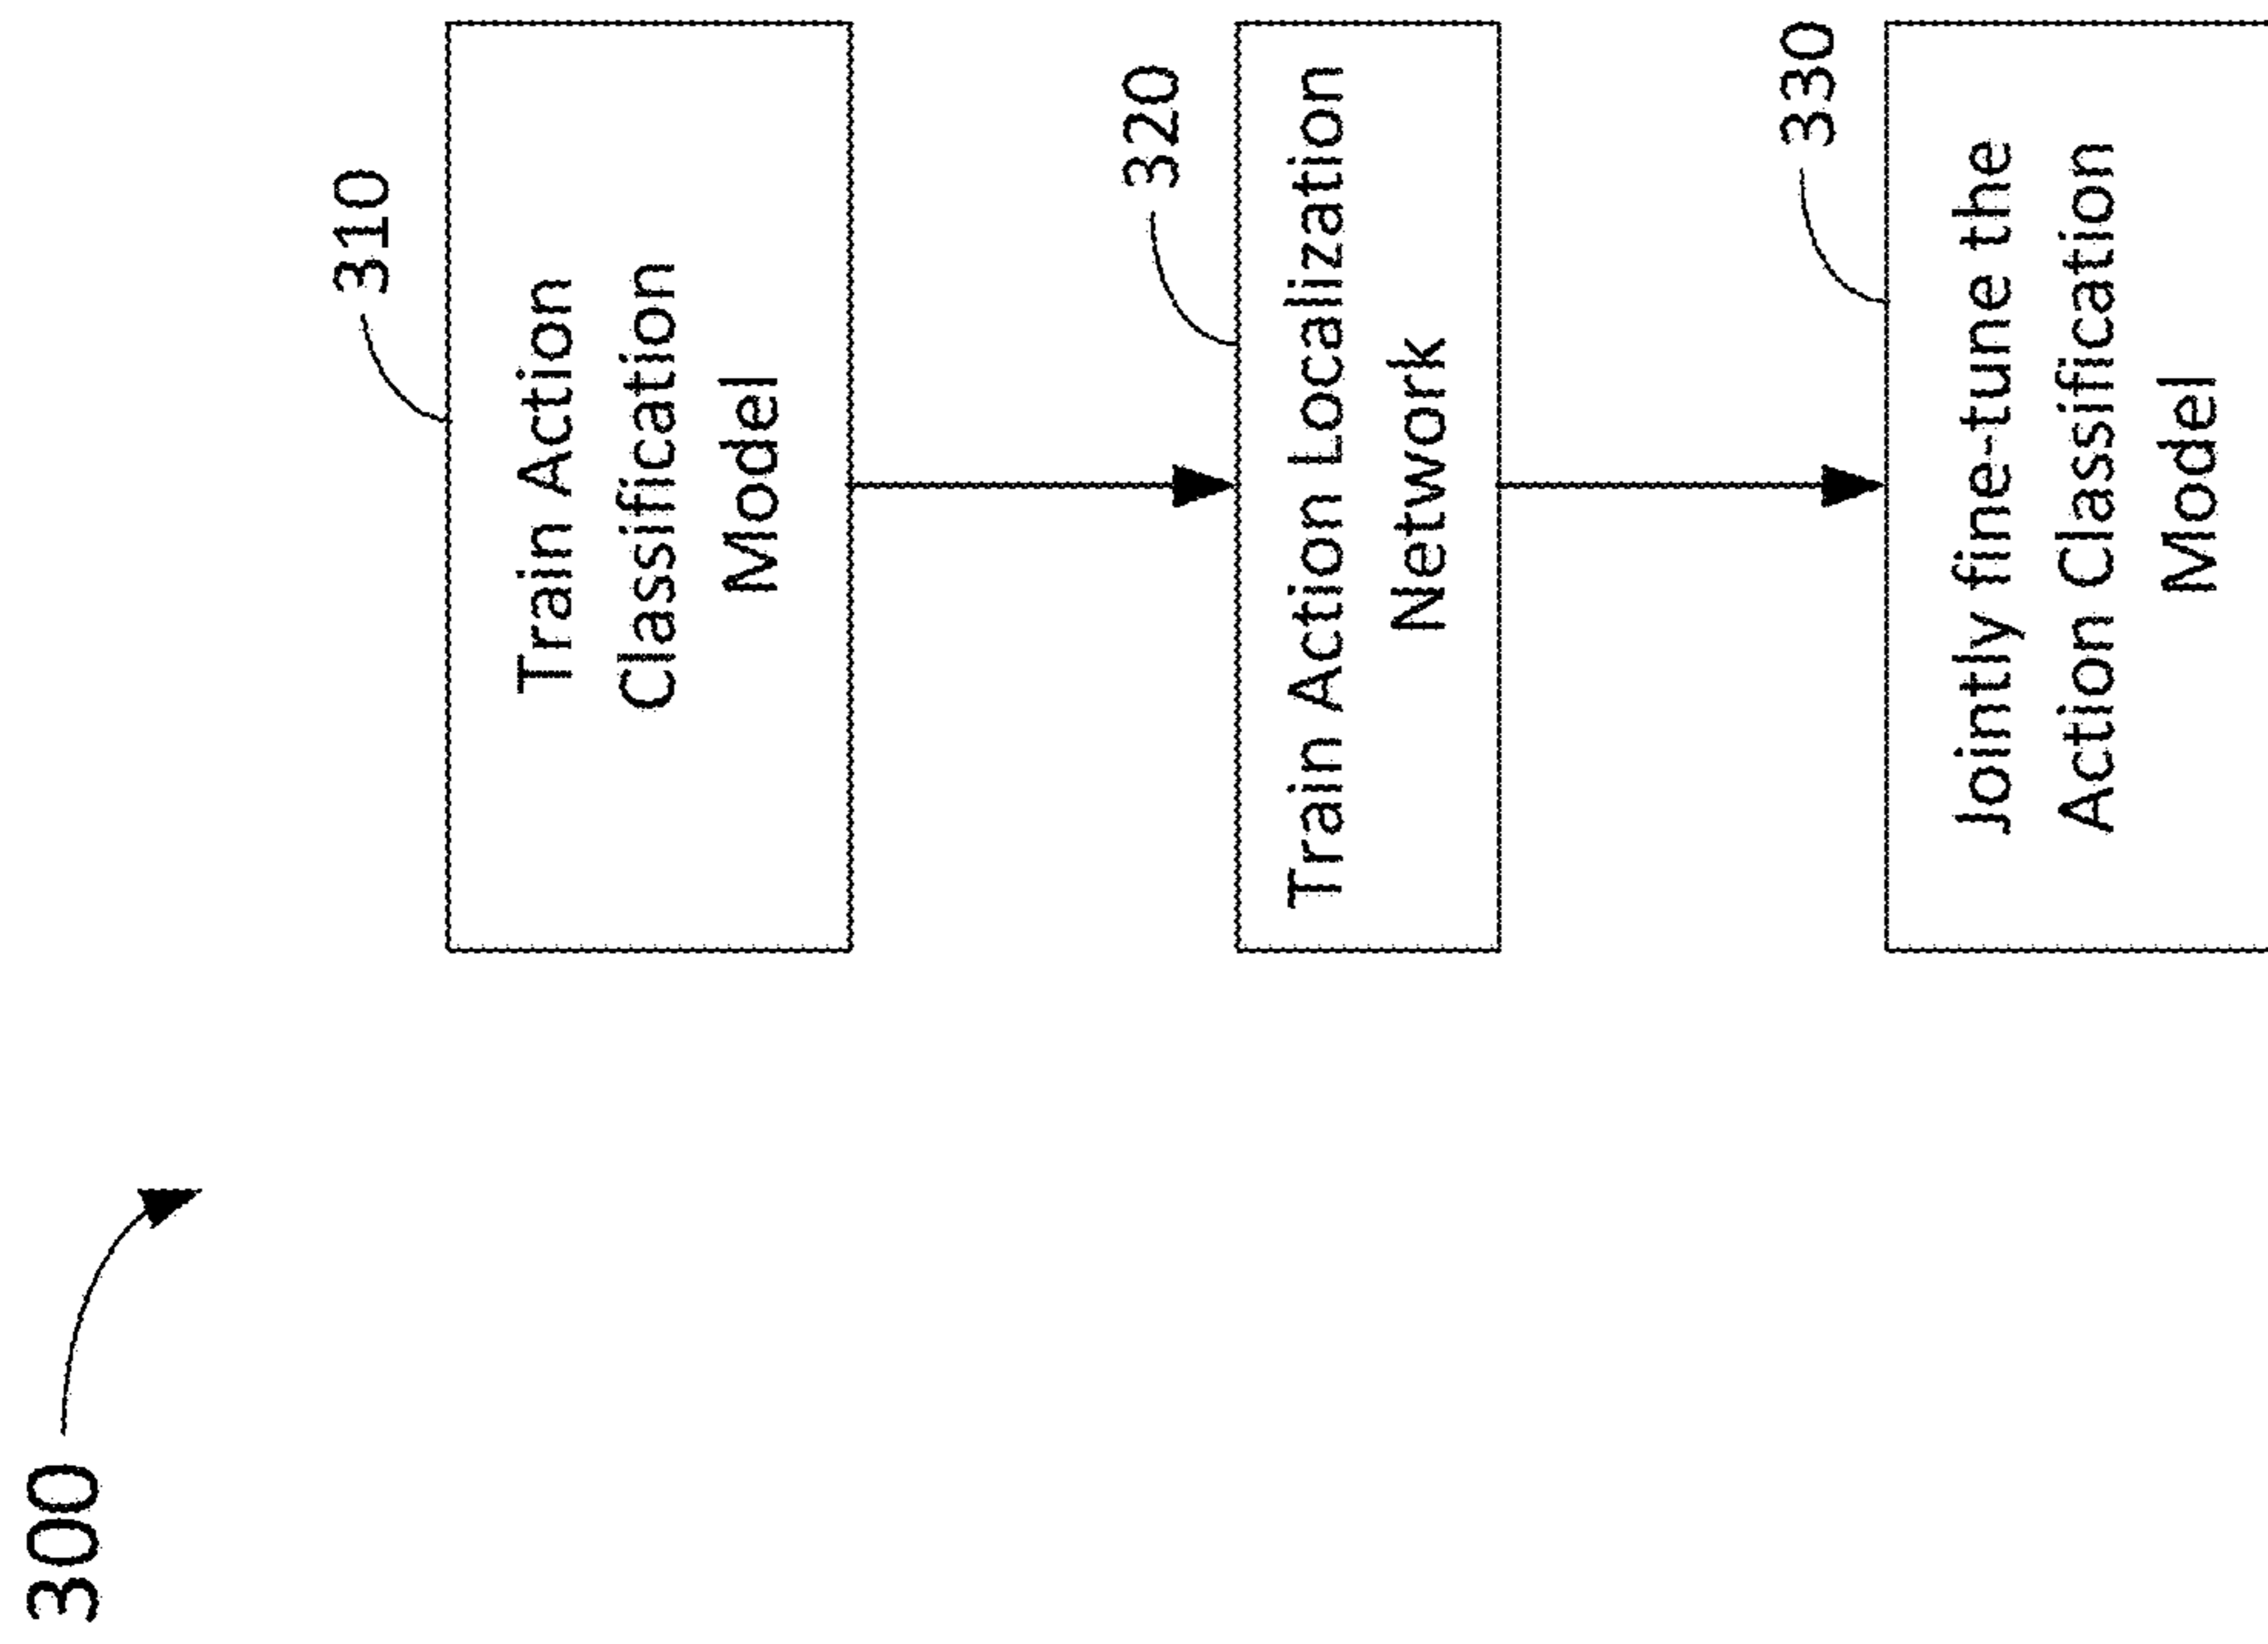 300
310
Train Action
Classification
Model
320
Train Action Localization
Network
330
Jointly fine-tune the
Action Classification
Model